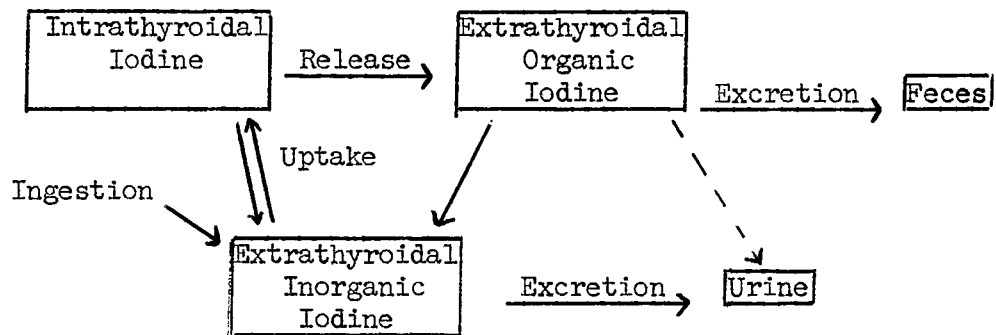 Intrathyroidal
Iodine
Release
Extrathyroidal
Organic
Iodine
Excretion
Feces
Uptake
Ingestion
Extrathyroidal
Inorganic
Iodine
Excretion
Urine